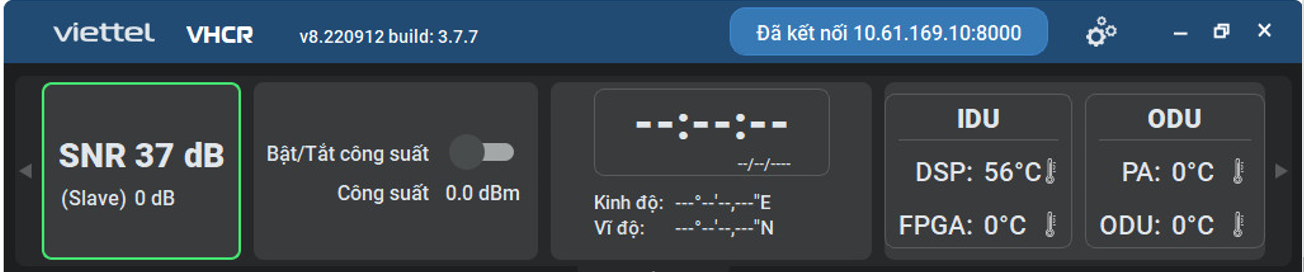 viettel VHCR v8.220912 build: 3.7.7 Đã kết nối 10.61.169.10:8000
SNR 37 dB
(Slave) 0 dB
Bật/Tắt công suất
Công suất 0.0 dBm
--:--:--
--/--/----
Kinh độ: ---°--'--,---"E
Vĩ độ: ---°--'--,---"N
IDU
DSP: 56°C
FPGA: 0°C
ODU
PA: 0°C
ODU: 0°C